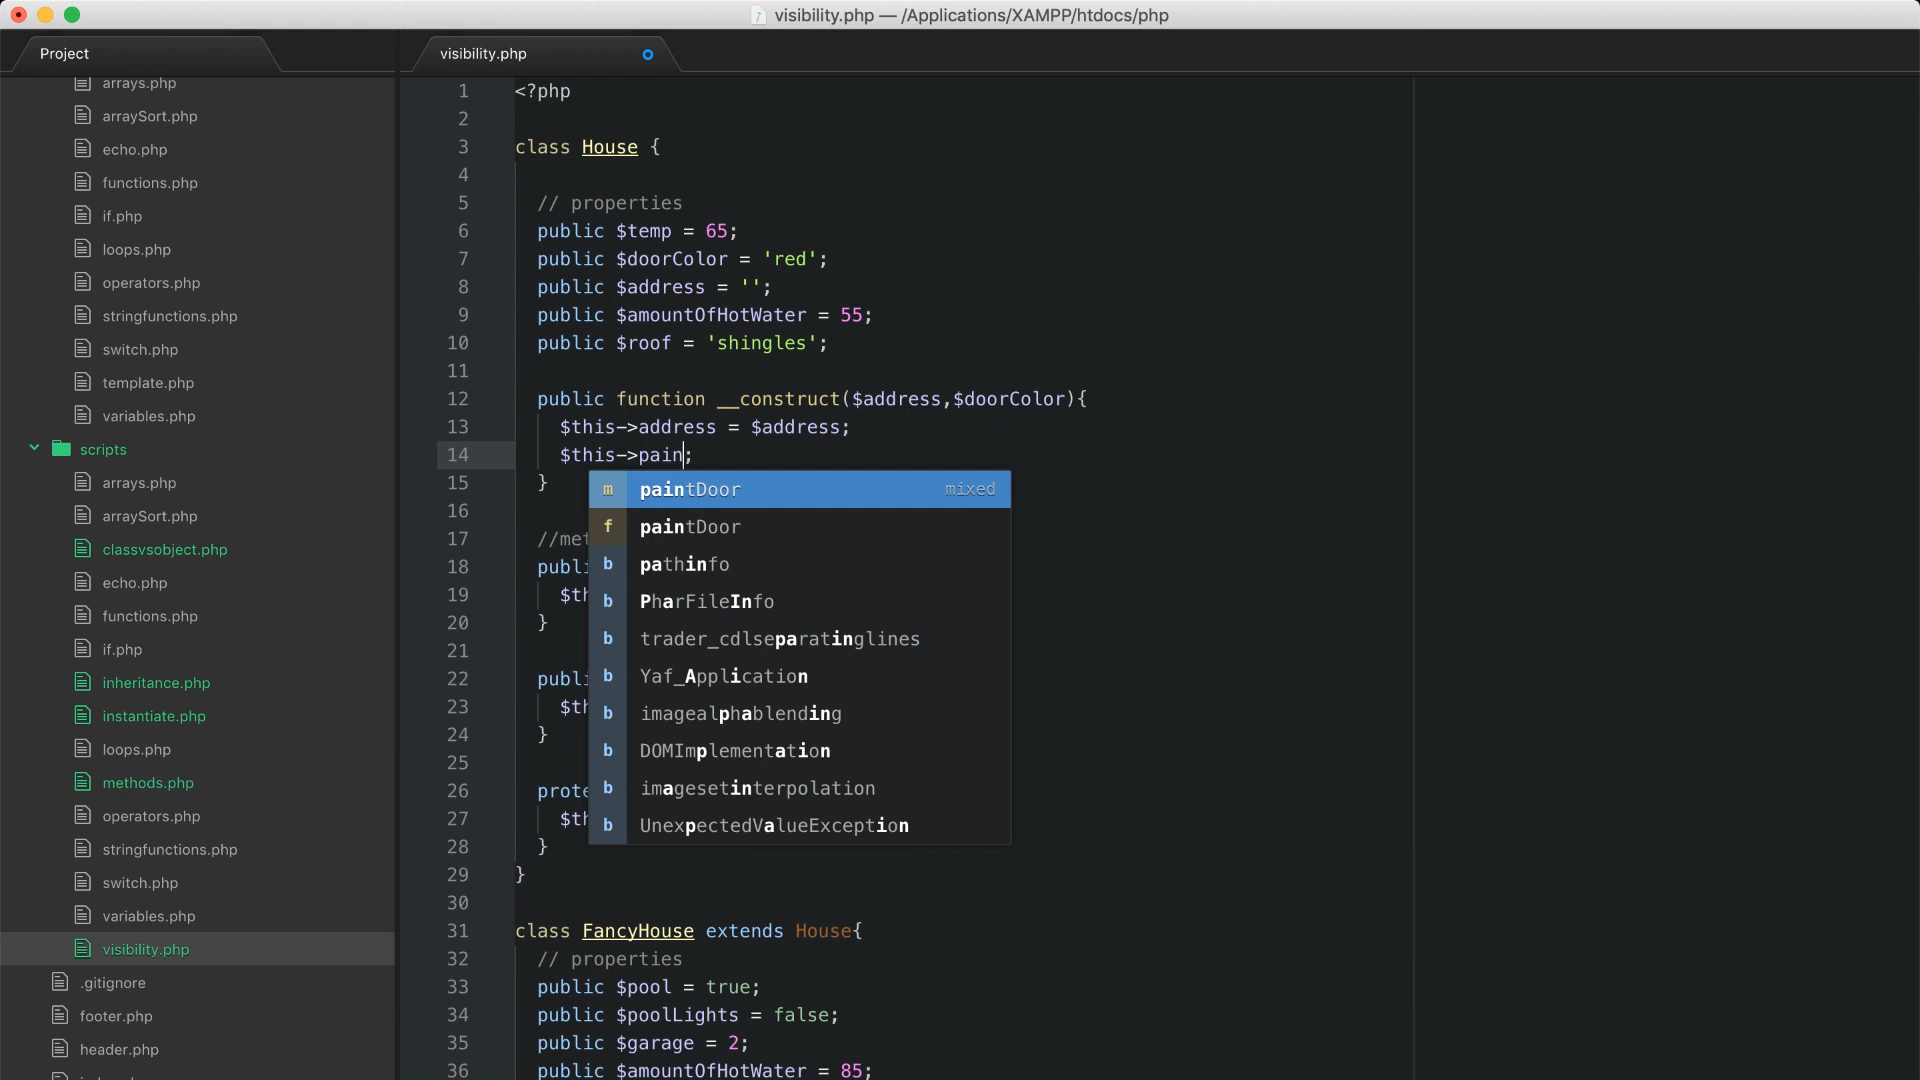 visibility.php — /Applications/XAMPP/htdocs/php
Project
visibility.php
arrays.php
arraySort.php
echo.php
functions.php
if.php
loops.php
operators.php
stringfunctions.php
switch.php
template.php
variables.php
scripts
arrays.php
arraySort.php
classvsobject.php
echo.php
functions.php
if.php
inheritance.php
instantiate.php
loops.php
methods.php
operators.php
stringfunctions.php
switch.php
variables.php
visibility.php
.gitignore
footer.php
header.php
1 <?php
2
3 class House {
4
5 // properties
6 public $temp = 65;
7 public $doorColor = 'red';
8 public $address = '';
9 public $amountOfHotWater = 55;
10 public $roof = 'shingles';
11
12 public function __construct($address,$doorColor){
13 $this->address = $address;
14 $this->pain;
15 }
16
17 //met
18 publi
19 $th
20 }
21
22 publi
23 $th
24 }
25
26 prote
27 $th
28 }
29 }
30
31 class FancyHouse extends House{
32 // properties
33 public $pool = true;
34 public $poolLights = false;
35 public $garage = 2;
36 public $amountOfHotWater = 85;
m paintDoor mixed
f paintDoor
b pathinfo
b PharFileInfo
b trader_cdlseparatinglines
b Yaf_Application
b imagealphablending
b DOMImplementation
b imagesetinterpolation
b UnexpectedValueException